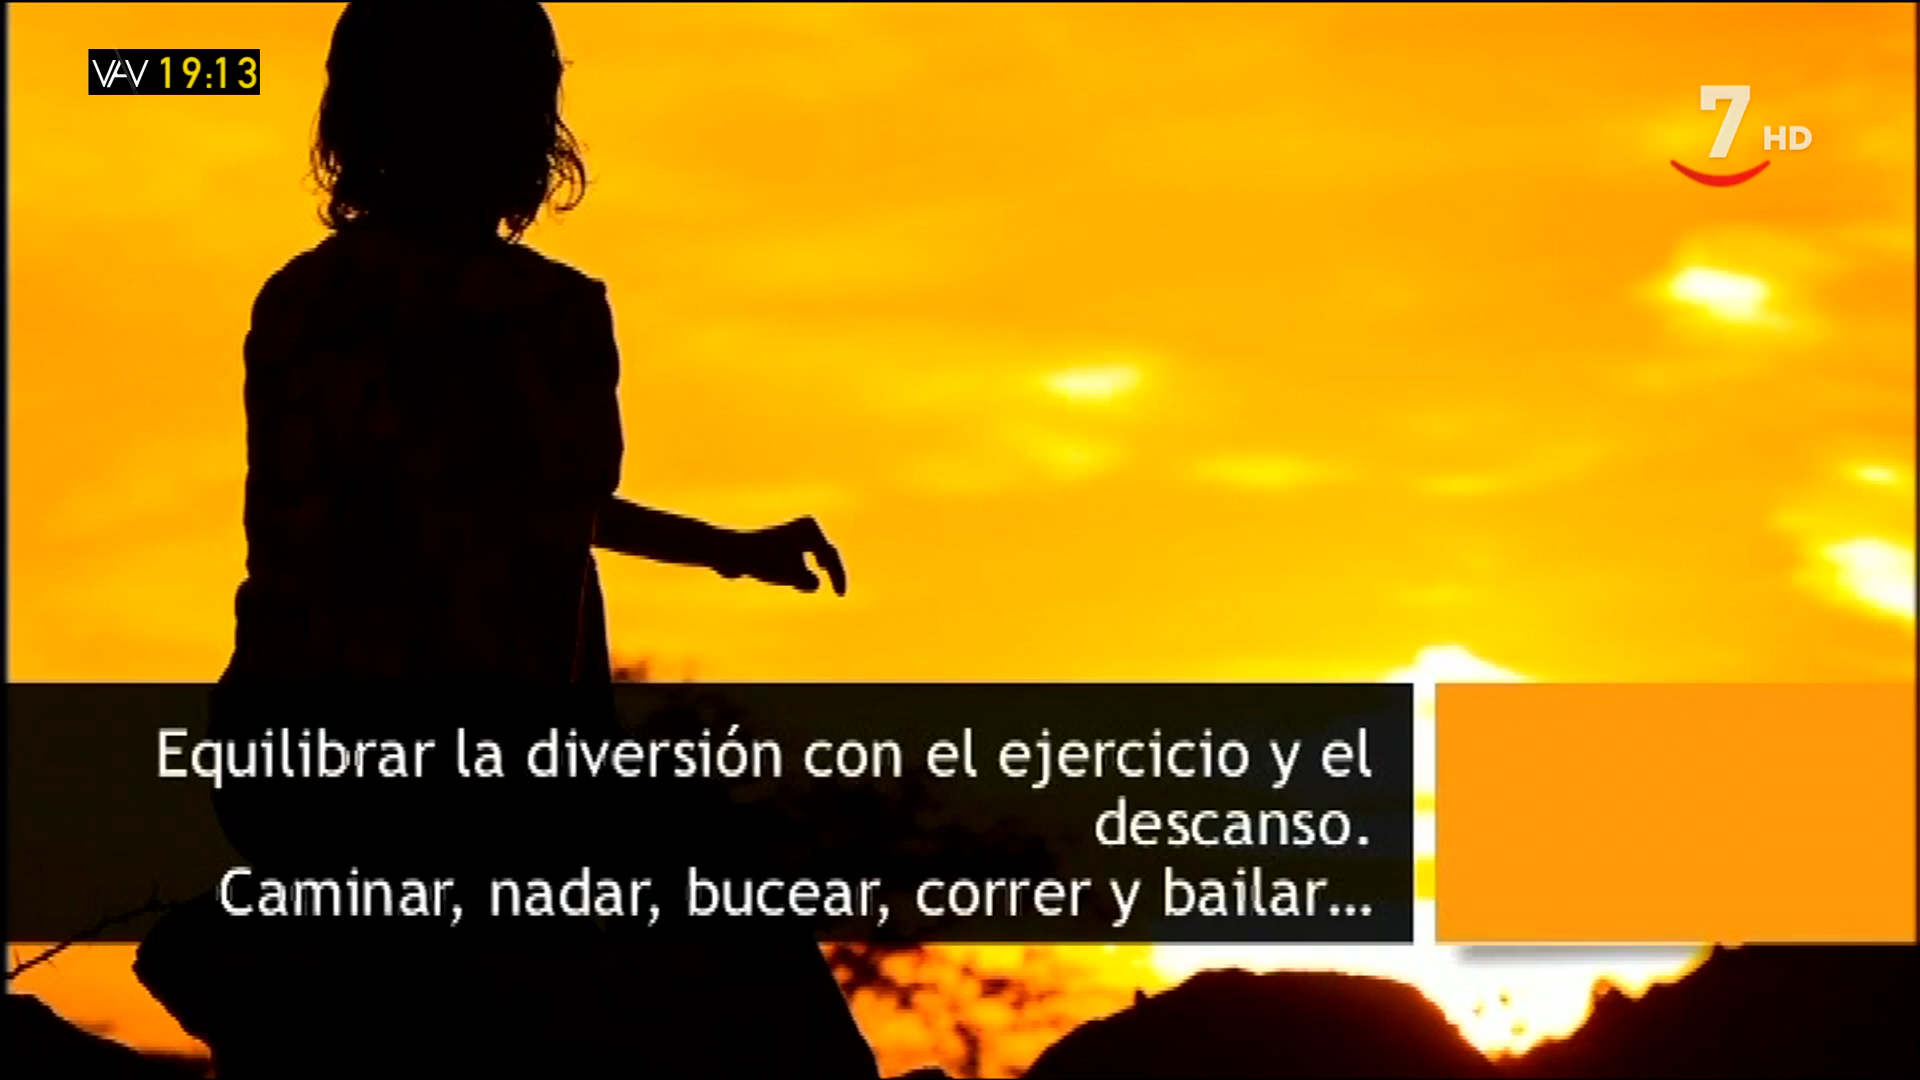 VAV 19:13
7 HD
Equilibrar la diversión con el ejercicio y el
descanso.
Caminar, nadar, bucear, correr y bailar...